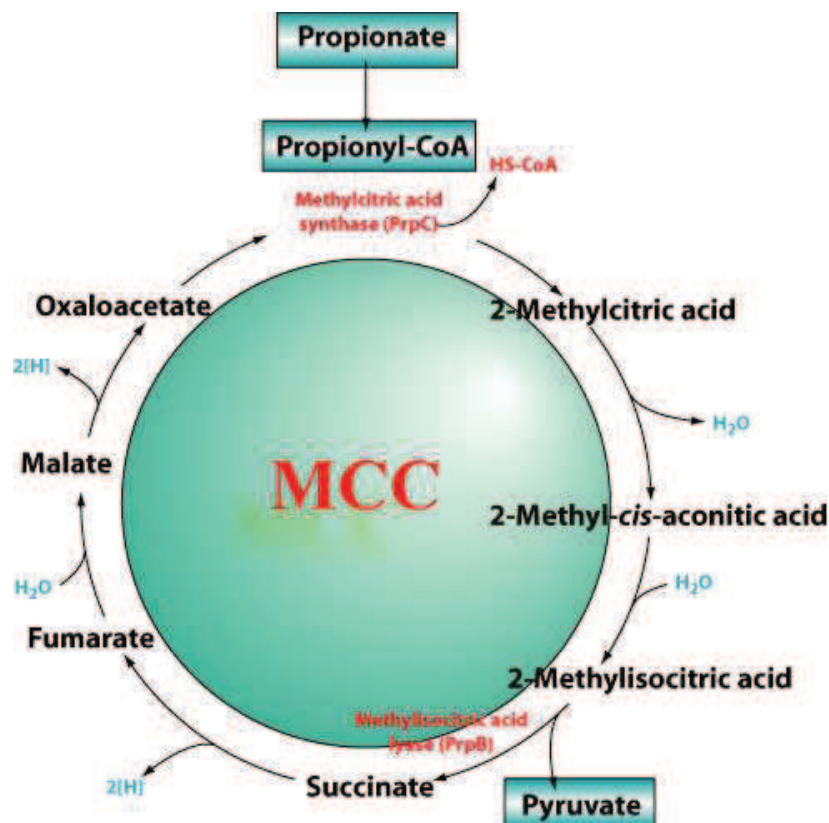 Propionate
Propionyl-CoA
HS-CoA
Methylcitric acid
synthase (PrpC)
Oxaloacetate
2-Methylcitric acid
2[H]
H₂O
Malate
MCC
2-Methyl-cis-aconitic acid
H₂O
H₂O
Fumarate
2-Methylisocitric acid
Methylisocitric acid
lyase (PrpB)
2[H]
Succinate
Pyruvate